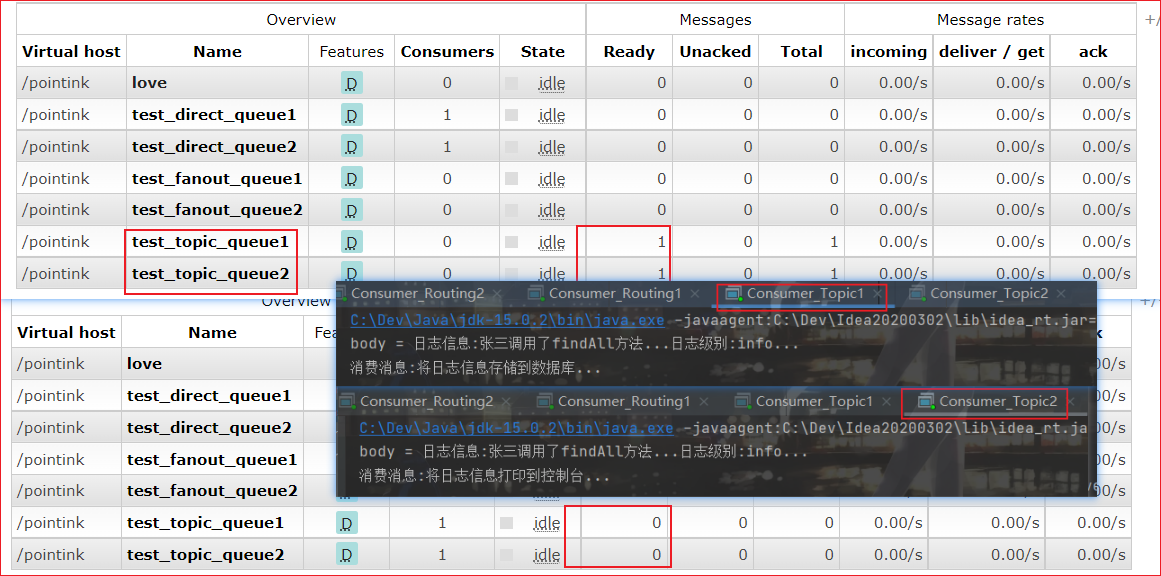 Overview Messages Message rates +/
Virtual host Name Features Consumers State Ready Unacked Total incoming deliver / get ack
/pointink love D 0 idle 0 0 0 0.00/s 0.00/s 0.00/s
/pointink test_direct_queue1 D 1 idle 0 0 0 0.00/s 0.00/s 0.00/s
/pointink test_direct_queue2 D 1 idle 0 0 0 0.00/s 0.00/s 0.00/s
/pointink test_fanout_queue1 D 0 idle 0 0 0 0.00/s 0.00/s 0.00/s
/pointink test_fanout_queue2 D 0 idle 0 0 0 0.00/s 0.00/s 0.00/s
/pointink test_topic_queue1 D 0 idle 1 0 1 0.00/s 0.00/s 0.00/s
/pointink test_topic_queue2 D 0 idle 1 0 1 0.00/s 0.00/s 0.00/s
Consumer_Routing2 Consumer_Routing1 Consumer_Topic1 Consumer_Topic2
C:\Dev\Java\jdk-15.0.2\bin\java.exe -javaagent:C:\Dev\Idea20200302\lib\idea_rt.jar=
body = 日志信息:张三调用了findAll方法...日志级别:info...
消费消息:将日志信息存储到数据库...
Consumer_Routing2 Consumer_Routing1 Consumer_Topic1 Consumer_Topic2
C:\Dev\Java\jdk-15.0.2\bin\java.exe -javaagent:C:\Dev\Idea20200302\lib\idea_rt.ja
body = 日志信息:张三调用了findAll方法...日志级别:info...
消费消息:将日志信息打印到控制台...
Overview +/
Virtual host Name Fe k
/pointink love 00/s
/pointink test_direct_queue1 00/s
/pointink test_direct_queue2 00/s
/pointink test_fanout_queue1 00/s
/pointink test_fanout_queue2
/pointink test_topic_queue1 D 1 idle 0 0 0 0.00/s 0.00/s 0.00/s
/pointink test_topic_queue2 D 1 idle 0 0 0 0.00/s 0.00/s 0.00/s